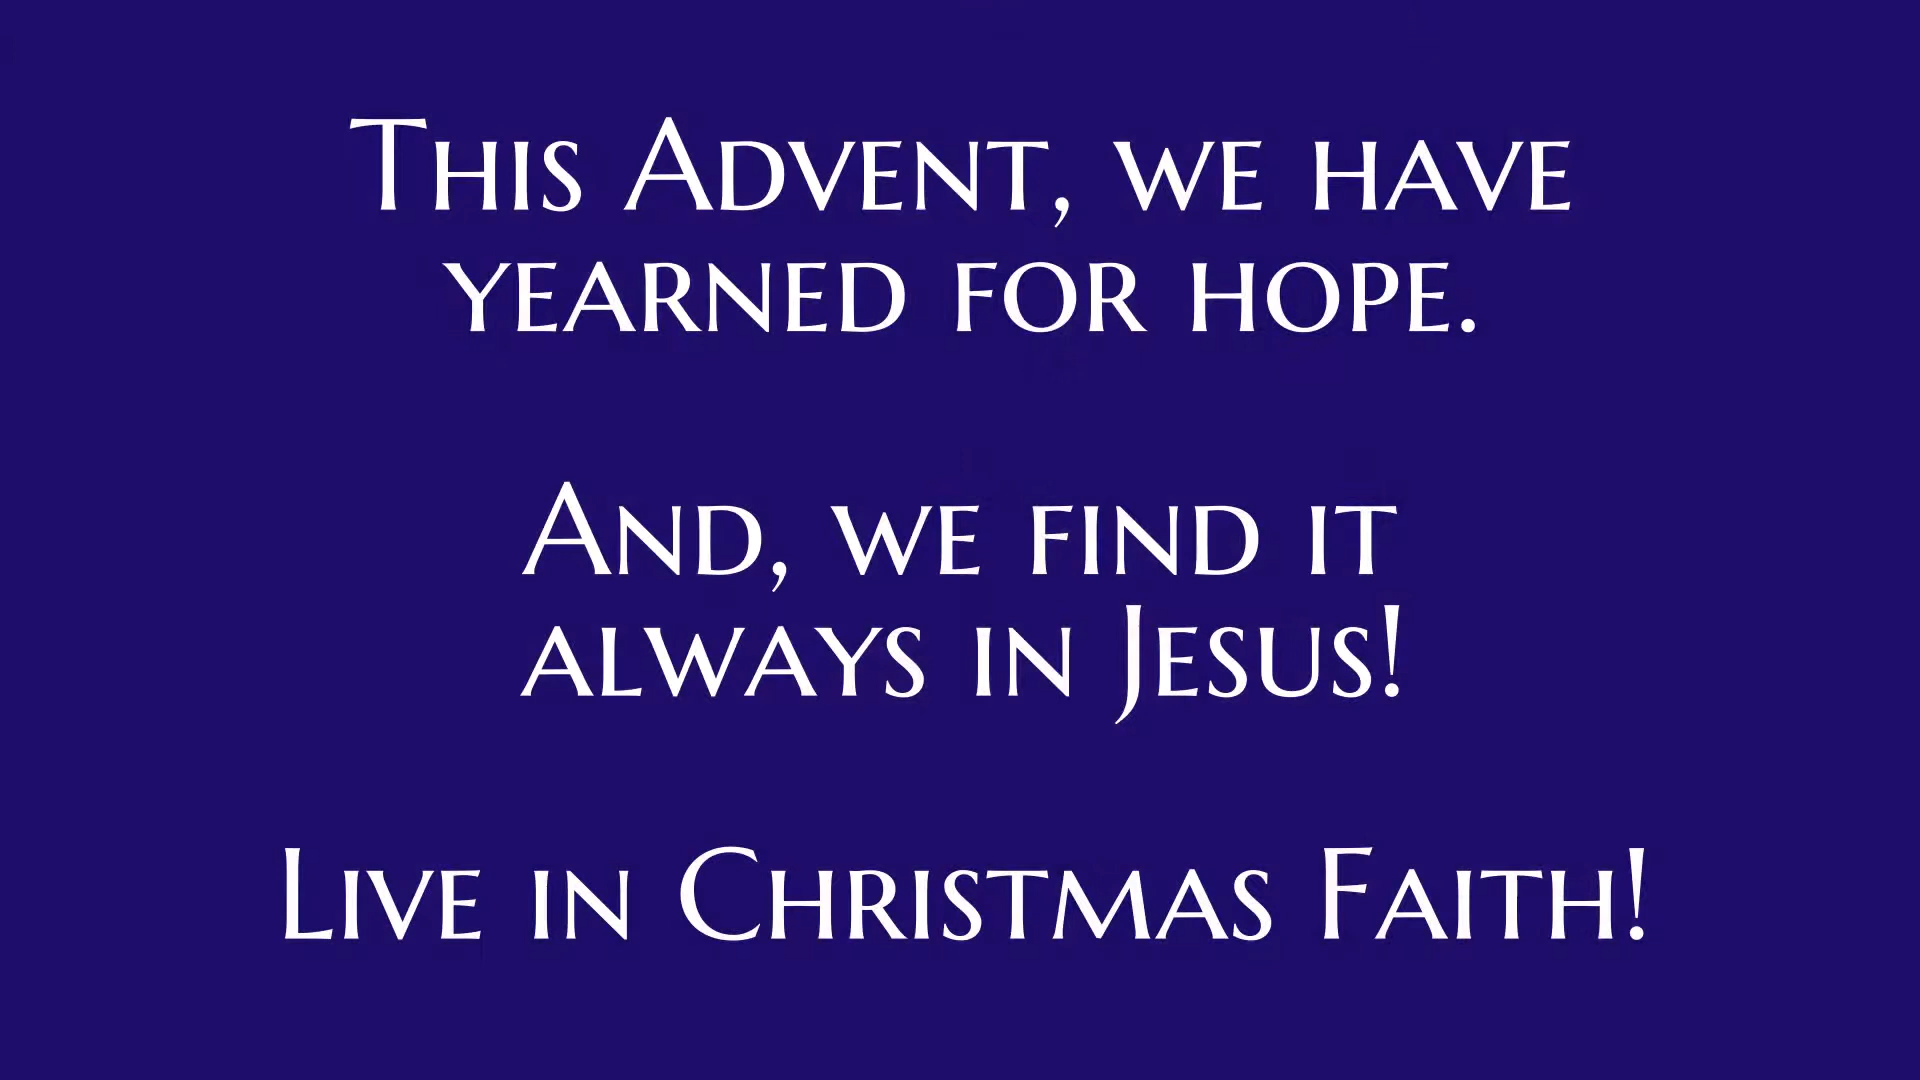 This Advent, we have
yearned for hope.
And, we find it
always in Jesus!
Live in Christmas Faith!